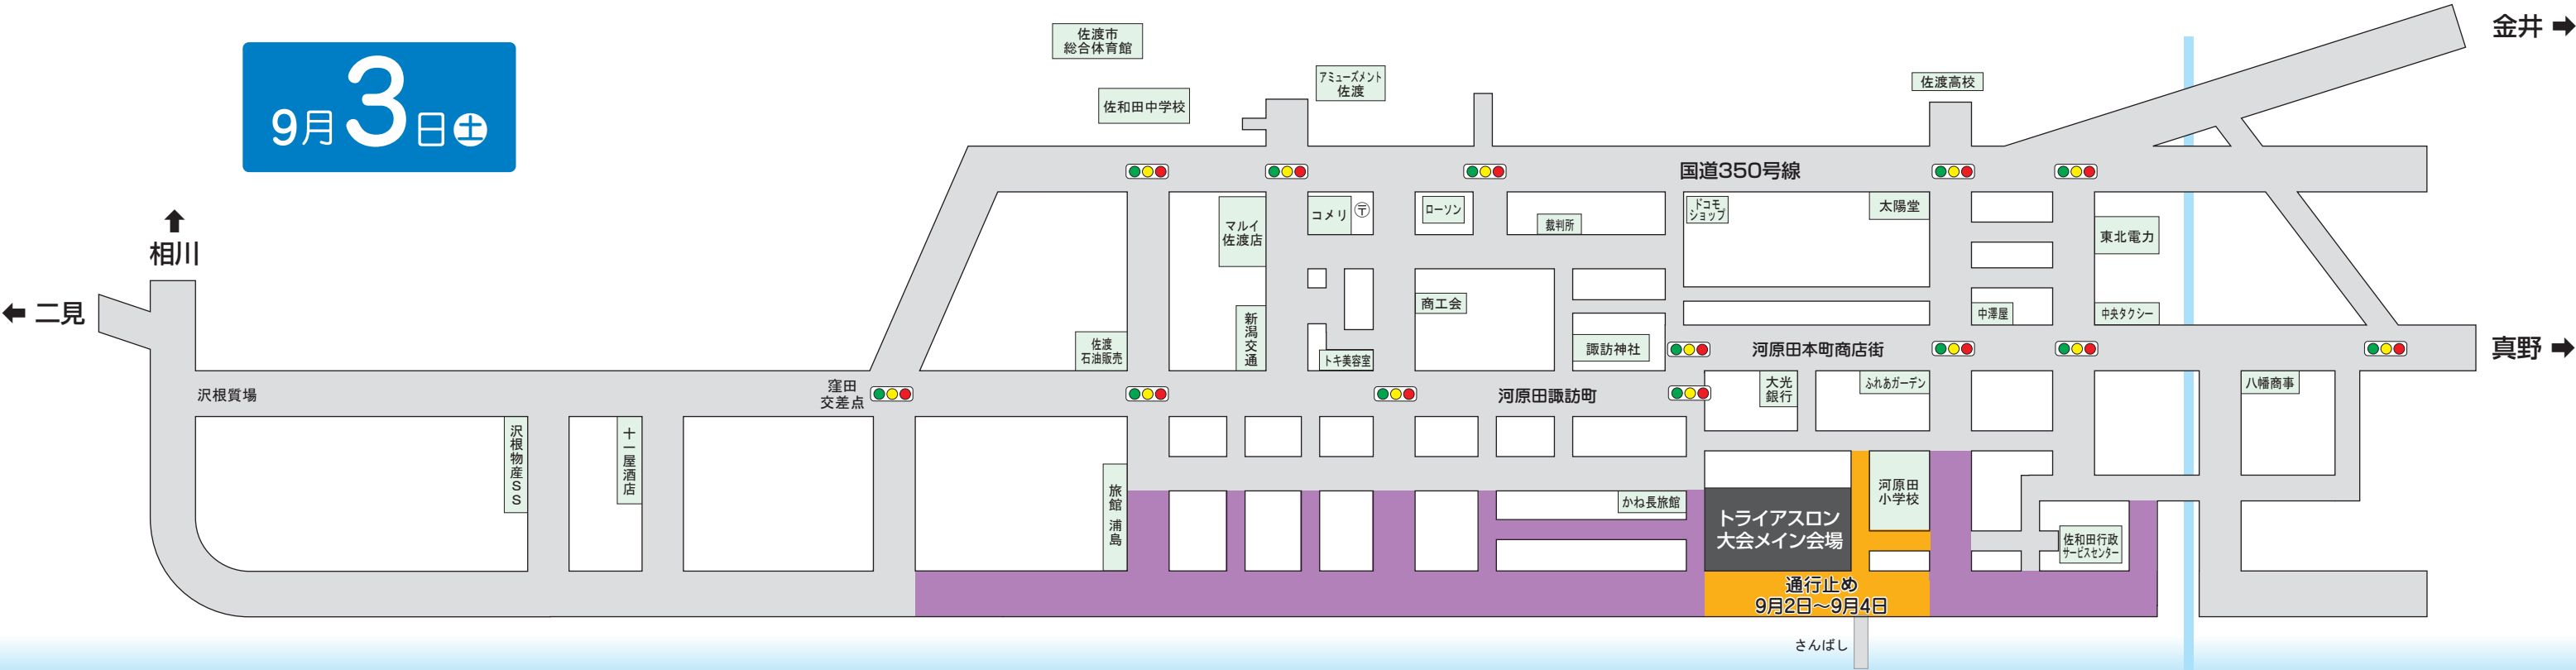 9月3日土
佐渡市
総合体育館
佐和田中学校
アミューズメント
佐渡
佐渡高校
金井
国道350号線
相川
二見
マルイ
佐渡店
コメリ
〒
ローソン
裁判所
ドコモ
ショップ
太陽堂
東北電力
佐渡
石油販売
新潟交通
トキ美容室
商工会
諏訪神社
河原田本町商店街
中澤屋
中央タクシー
真野
沢根質場
窪田
交差点
河原田諏訪町
大光
銀行
ふれあガーデン
八幡商事
沢根物産SS
十一屋酒店
旅館 浦島
かね長旅館
トライアスロン
大会メイン会場
河原田
小学校
佐和田行政
サービスセンター
通行止め
9月2日～9月4日
さんばし